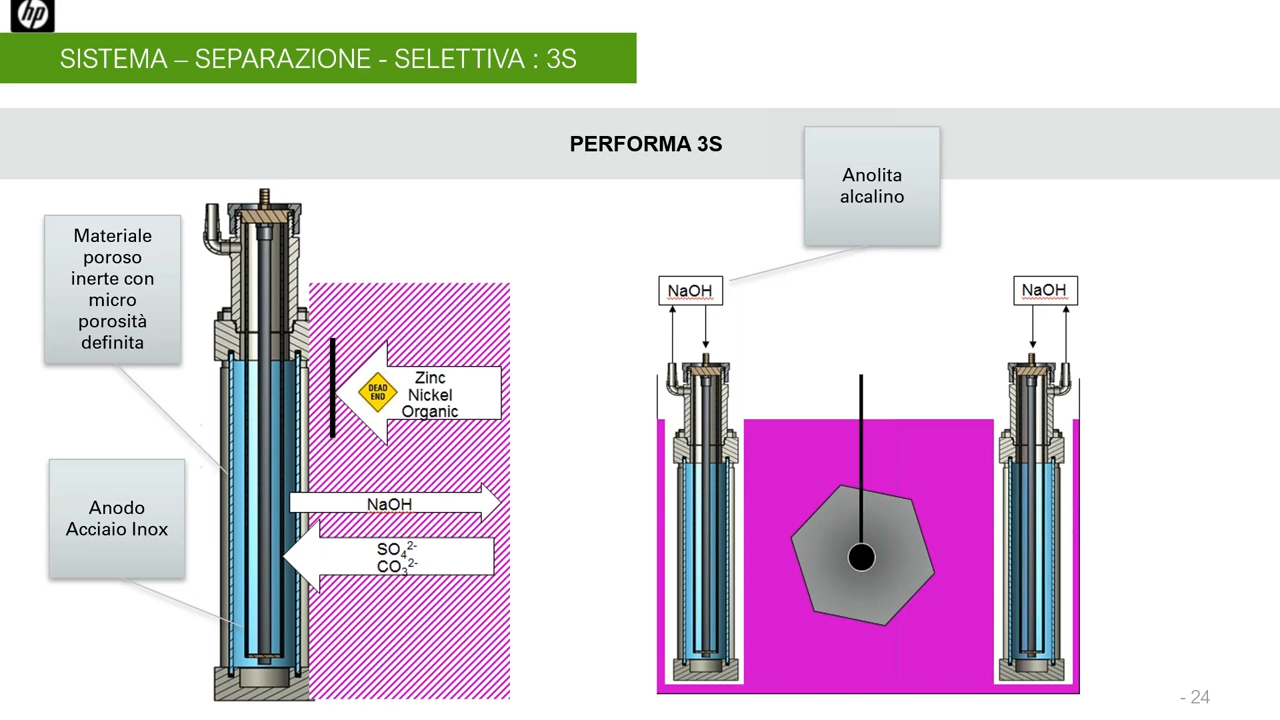 hp
SISTEMA – SEPARAZIONE - SELETTIVA : 3S
PERFORMA 3S
Anolita
alcalino
Materiale
poroso
inerte con
micro
porosità
definita
Anodo
Acciaio Inox
DEAD
END
Zinc
Nickel
Organic
NaOH
SO₄²⁻
CO₃²⁻
NaOH
NaOH
- 24